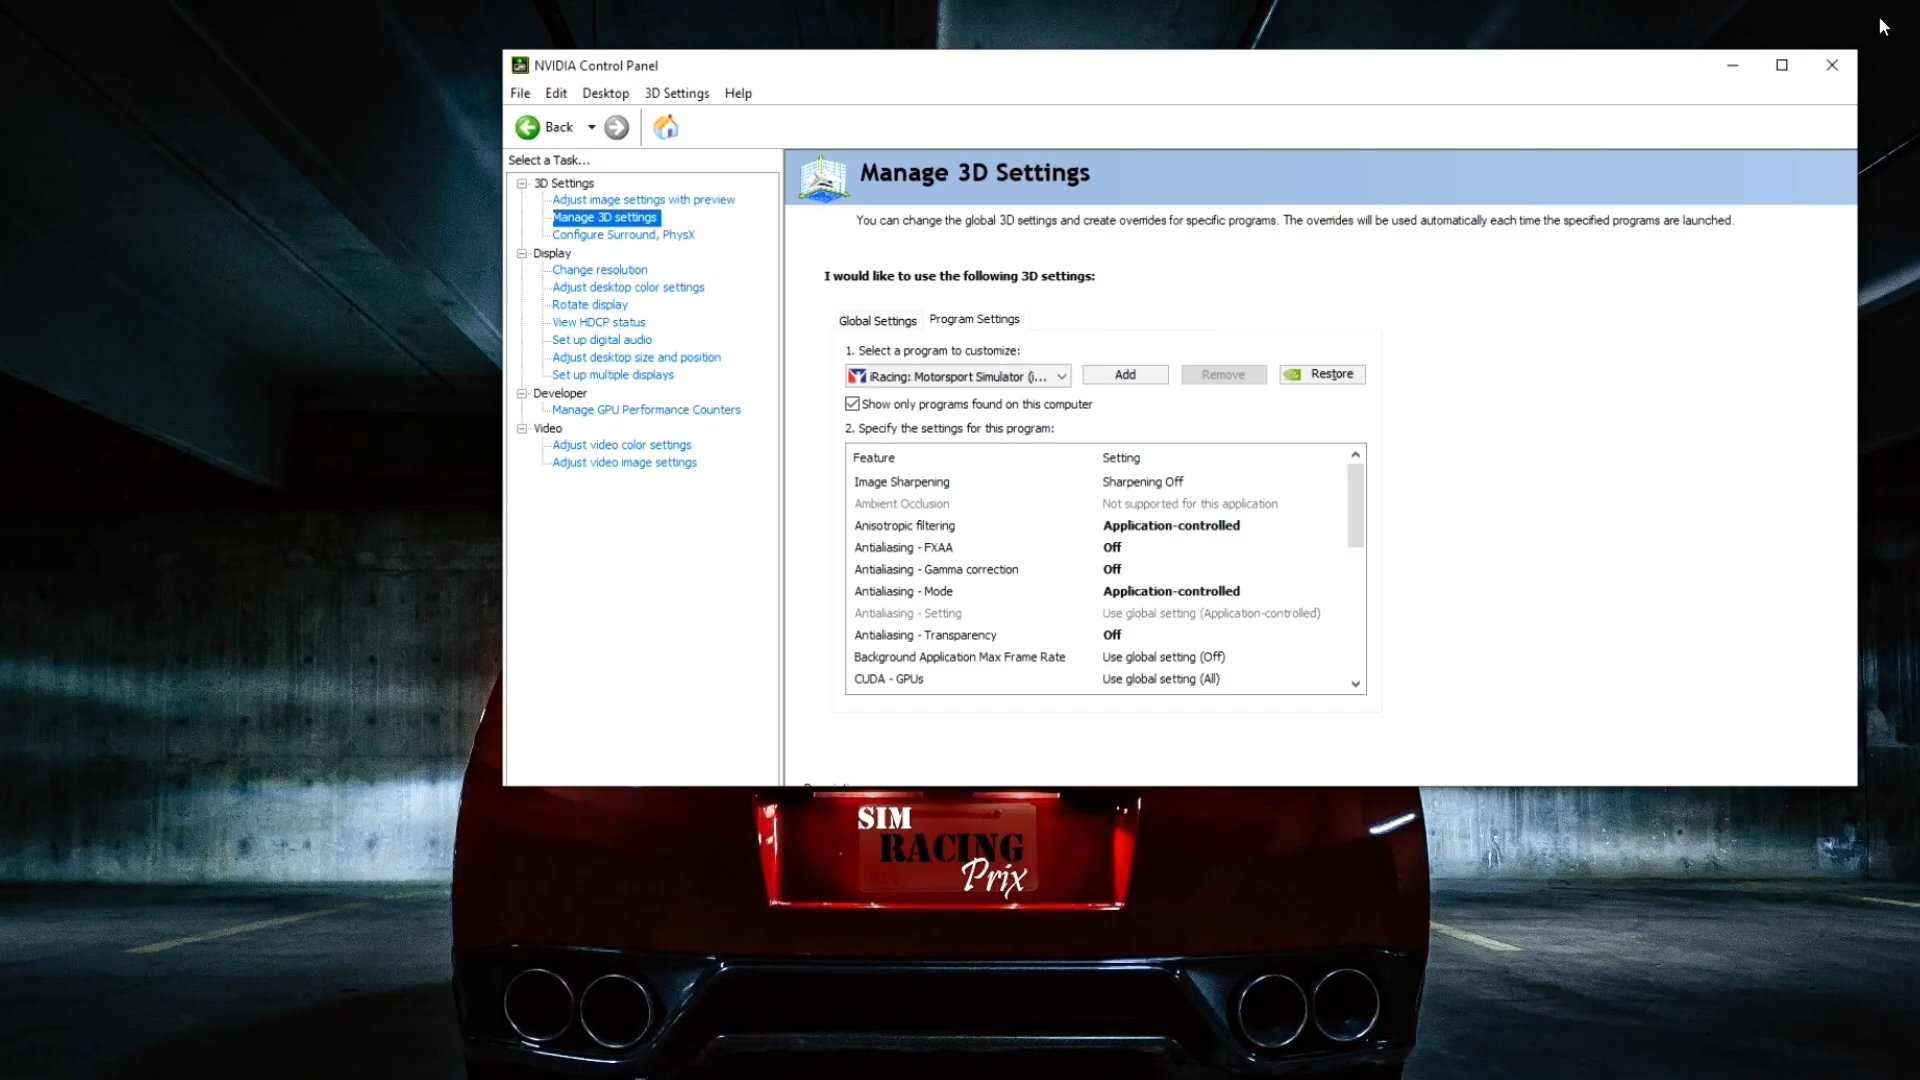 NVIDIA Control Panel
File Edit Desktop 3D Settings Help
Back
Select a Task...
3D Settings
Adjust image settings with preview
Manage 3D settings
Configure Surround, PhysX
Display
Change resolution
Adjust desktop color settings
Rotate display
View HDCP status
Set up digital audio
Adjust desktop size and position
Set up multiple displays
Developer
Manage GPU Performance Counters
Video
Adjust video color settings
Adjust video image settings
Manage 3D Settings
You can change the global 3D settings and create overrides for specific programs. The overrides will be used automatically each time the specified programs are launched.
I would like to use the following 3D settings:
Global Settings Program Settings
1. Select a program to customize:
iRacing: Motorsport Simulator (i... Add Remove Restore
Show only programs found on this computer
2. Specify the settings for this program:
Feature Setting
Image Sharpening Sharpening Off
Ambient Occlusion Not supported for this application
Anisotropic filtering Application-controlled
Antialiasing - FXAA Off
Antialiasing - Gamma correction Off
Antialiasing - Mode Application-controlled
Antialiasing - Setting Use global setting (Application-controlled)
Antialiasing - Transparency Off
Background Application Max Frame Rate Use global setting (Off)
CUDA - GPUs Use global setting (All)
SIM
RACING
Prix